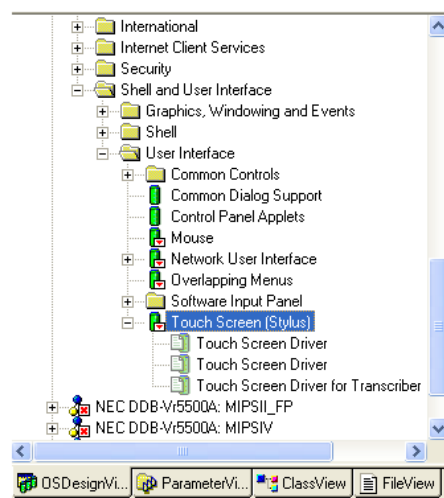 International
Internet Client Services
Security
Shell and User Interface
Graphics, Windowing and Events
Shell
User Interface
Common Controls
Common Dialog Support
Control Panel Applets
Mouse
Network User Interface
Overlapping Menus
Software Input Panel
Touch Screen (Stylus)
Touch Screen Driver
Touch Screen Driver
Touch Screen Driver for Transcriber
NEC DDB-Vr5500A: MIPSII_FP
NEC DDB-Vr5500A: MIPSIV
OSDesignVi... ParameterVi... ClassView FileView